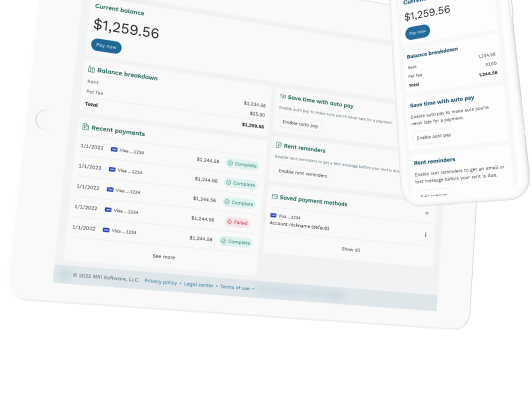 Current balance
$1,259.56
Pay now
Balance breakdown
Rent
$1,234.56
Pet fee
$25.00
Total
$1,259.56
Recent payments
1/1/2022 Visa ...1234 $1,244.56 Complete
1/1/2022 Visa ...1234 $1,244.56 Complete
1/1/2022 Visa ...1234 $1,244.56 Complete
1/1/2022 Visa ...1234 $1,244.56 Failed
1/1/2022 Visa ...1234 $1,244.56 Complete
See more
Save time with auto pay
Enable auto pay to make sure you're never late for a payment.
Enable auto pay
Rent reminders
Enable rent reminders to get a text message before your rent is
Enable rent reminders
Saved payment methods
Visa ...1234
Account nickname (default)
Show all
© 2022 MRI Software, LLC. Privacy policy • Legal center • Terms of use •
$1,259.56
Pay now
Balance breakdown
Rent 1,234.56
Pet fee 10.00
Total 1,244.56
Save time with auto pay
Enable auto pay to make sure you're
never late for a payment.
Enable auto pay
Rent reminders
Enable rent reminders to get an email or
text message before your rent is due.